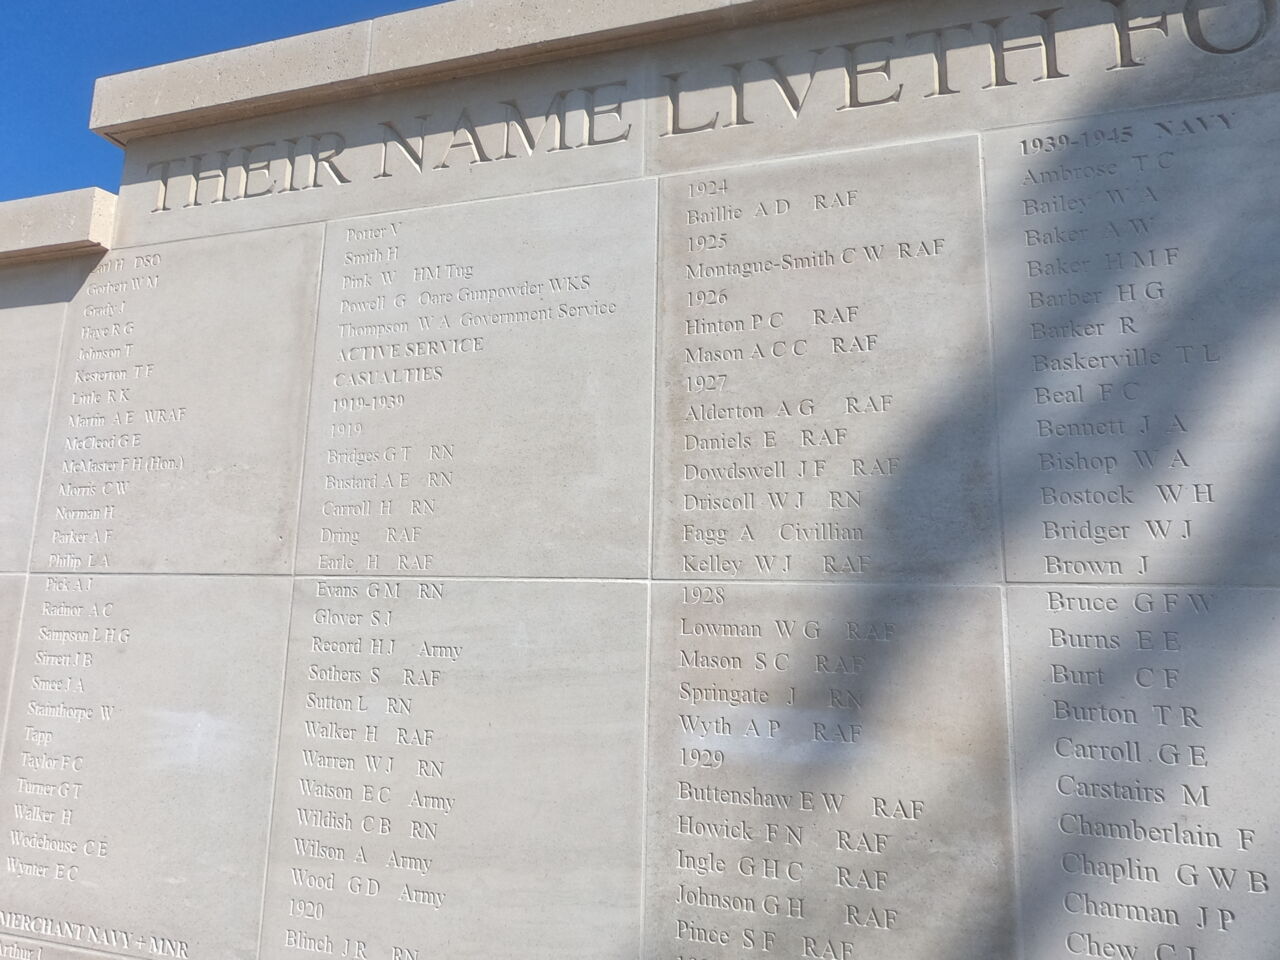 THEIR NAME LIVETH FO
Earl H DSO
Gorbett W M
Grady J
Haye R G
Johnson T
Kesterton T F
Little R K
Martin A E WRAF
McCleod G E
McMaster F H (Hon.)
Morris C W
Norman H
Parker A F
Philip L A
Pick A J
Radnor A C
Sampson L H G
Sirrett J B
Smee J A
Stainthorpe W
Tapp
Taylor F C
Turner G T
Walker H
Wodehouse C E
Wynter E C
MERCHANT NAVY + MNR
Arthur J
Potter V
Smith H
Pink W HM Tug
Powell G Oare Gunpowder WKS
Thompson W A Government Service
ACTIVE SERVICE
CASUALTIES
1919-1939
1919
Bridges G T RN
Bustard A E RN
Carroll H RN
Dring RAF
Earle H RAF
Evans G M RN
Glover S J
Record H J Army
Sothers S RAF
Sutton L RN
Walker H RAF
Warren W J RN
Watson E C Army
Wildish C B RN
Wilson A Army
Wood G D Army
1920
Blinch J R RN
1924
Baillie A D RAF
1925
Montague-Smith C W RAF
1926
Hinton P C RAF
Mason A C C RAF
1927
Alderton A G RAF
Daniels E RAF
Dowdswell J F RAF
Driscoll W J RN
Fagg A Civillian
Kelley W J RAF
1928
Lowman W G RAF
Mason S C RAF
Springate J RN
Wyth A P RAF
1929
Buttenshaw E W RAF
Howick F N RAF
Ingle G H C RAF
Johnson G H RAF
Pince S F RAF
1939-1945 NAVY
Ambrose T C
Bailey W A
Baker A W
Baker H M F
Barber H G
Barker R
Baskerville T L
Beal F C
Bennett J A
Bishop W A
Bostock W H
Bridger W J
Brown J
Bruce G F W
Burns E E
Burt C F
Burton T R
Carroll G E
Carstairs M
Chamberlain F
Chaplin G W B
Charman J P
Chew C J